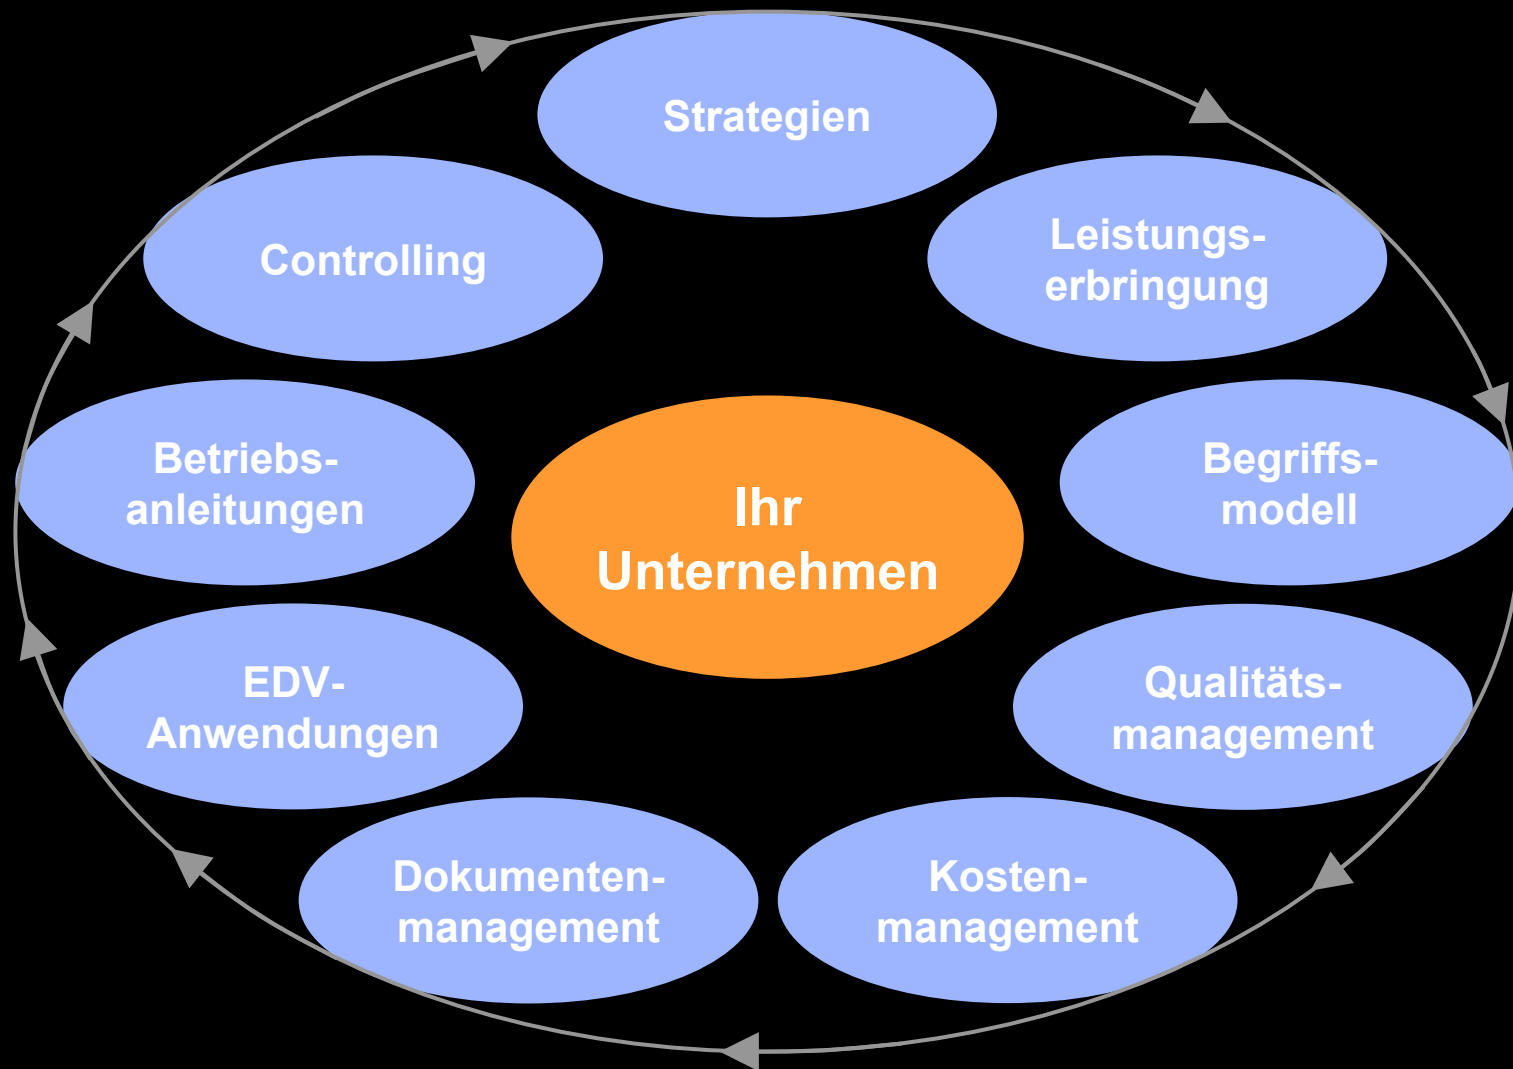 Strategien
Leistungs-
erbringung
Begriffs-
modell
Qualitäts-
management
Kosten-
management
Dokumenten-
management
EDV-
Anwendungen
Betriebs-
anleitungen
Controlling
Ihr
Unternehmen